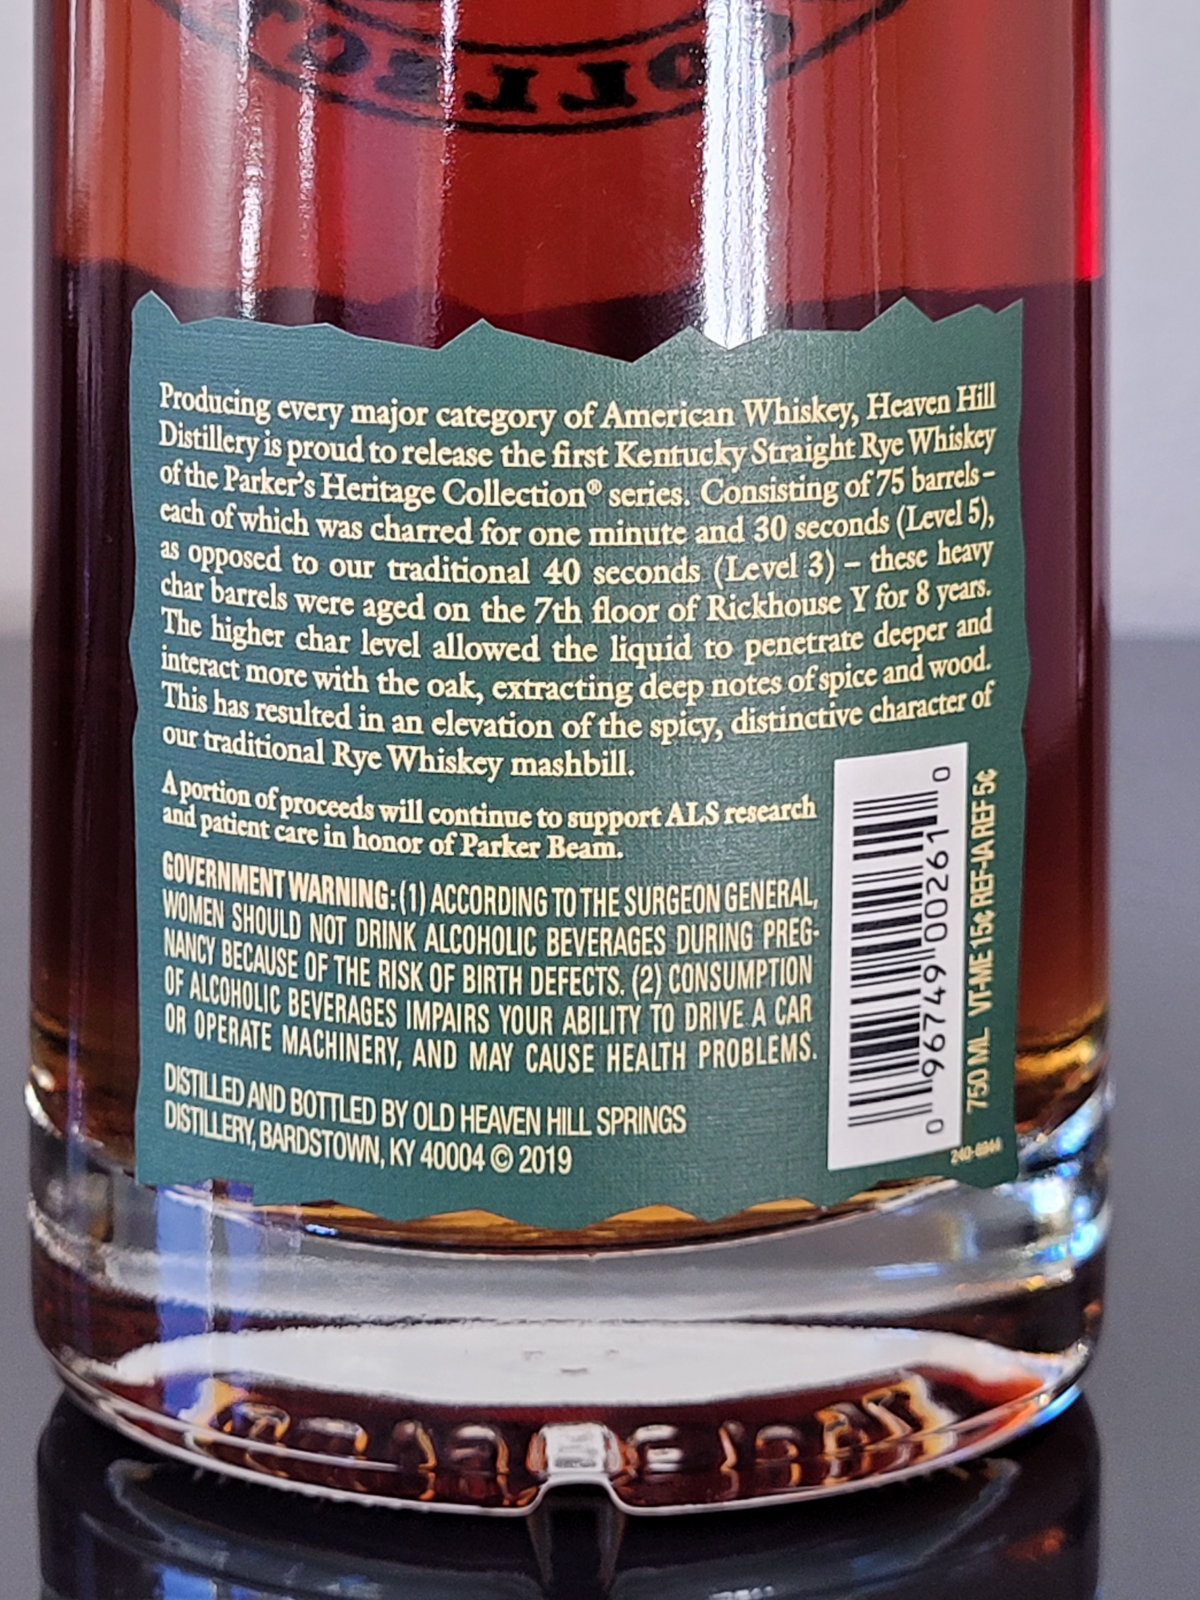 Producing every major category of American Whiskey, Heaven Hill
Distillery is proud to release the first Kentucky Straight Rye Whiskey
of the Parker's Heritage Collection® series. Consisting of 75 barrels –
each of which was charred for one minute and 30 seconds (Level 5),
as opposed to our traditional 40 seconds (Level 3) – these heavy
char barrels were aged on the 7th floor of Rickhouse Y for 8 years.
The higher char level allowed the liquid to penetrate deeper and
interact more with the oak, extracting deep notes of spice and wood.
This has resulted in an elevation of the spicy, distinctive character of
our traditional Rye Whiskey mashbill.
A portion of proceeds will continue to support ALS research
and patient care in honor of Parker Beam.
GOVERNMENT WARNING: (1) ACCORDING TO THE SURGEON GENERAL,
WOMEN SHOULD NOT DRINK ALCOHOLIC BEVERAGES DURING PREG-
NANCY BECAUSE OF THE RISK OF BIRTH DEFECTS. (2) CONSUMPTION
OF ALCOHOLIC BEVERAGES IMPAIRS YOUR ABILITY TO DRIVE A CAR
OR OPERATE MACHINERY, AND MAY CAUSE HEALTH PROBLEMS.
DISTILLED AND BOTTLED BY OLD HEAVEN HILL SPRINGS
DISTILLERY, BARDSTOWN, KY 40004 © 2019
0 96749 00261 0
750 ML VT-ME 15¢ REF-IA REF 5¢